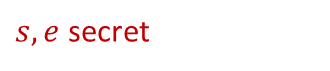 𝑠, 𝑒 secret